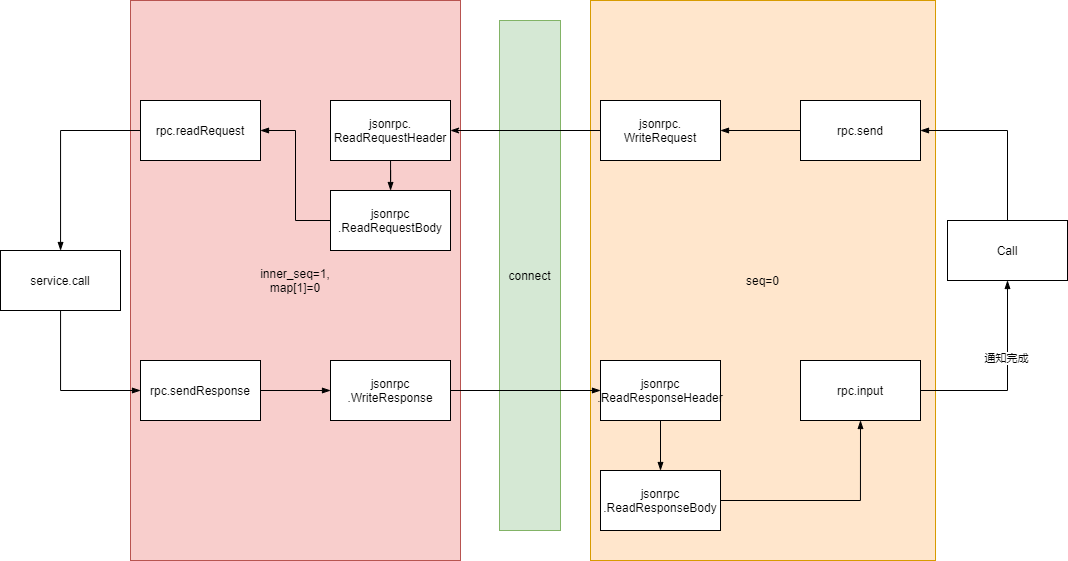 rpc.readRequest
jsonrpc.
ReadRequestHeader
jsonrpc.
WriteRequest
rpc.send
jsonrpc
.ReadRequestBody
service.call
inner_seq=1,
map[1]=0
connect
seq=0
Call
通知完成
rpc.sendResponse
jsonrpc
.WriteResponse
jsonrpc
.ReadResponseHeader
rpc.input
jsonrpc
.ReadResponseBody